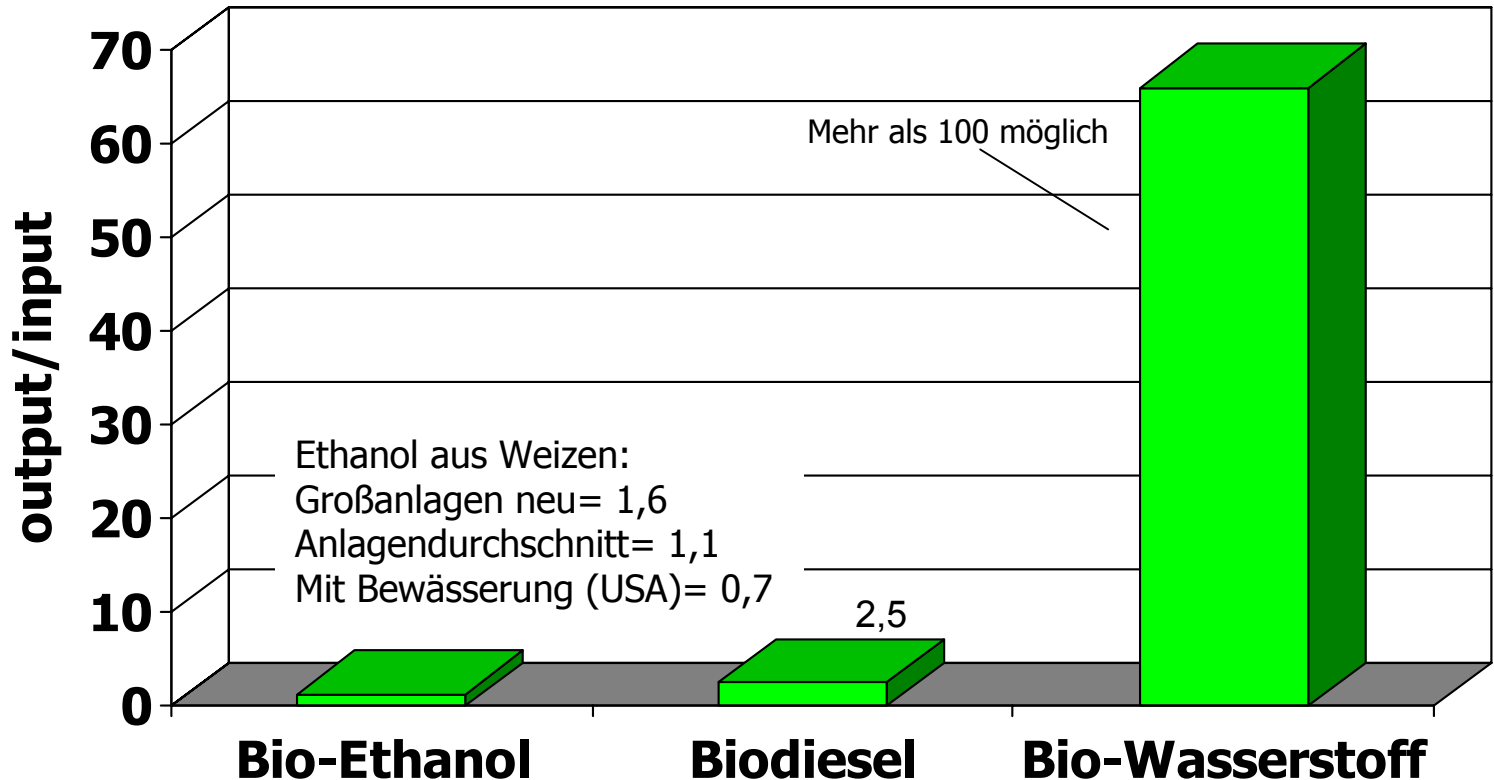 output/input
70
60
50
40
30
20
10
0
Mehr als 100 möglich
Ethanol aus Weizen:
Großanlagen neu= 1,6
Anlagendurchschnitt= 1,1
Mit Bewässerung (USA)= 0,7
2,5
Bio-Ethanol
Biodiesel
Bio-Wasserstoff